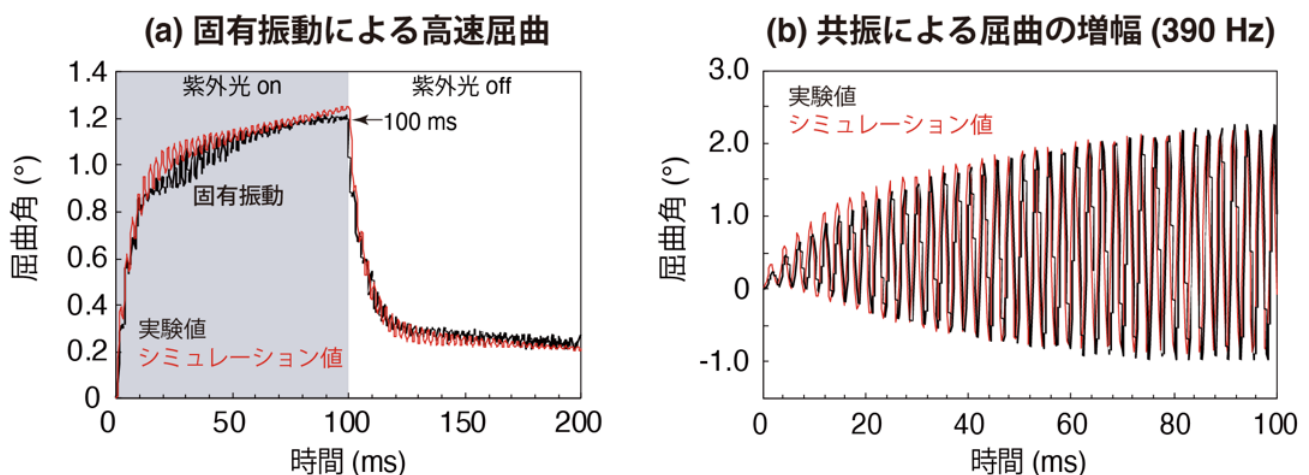 (a) 固有振動による高速屈曲
1.4
1.2
1.0
0.8
0.6
0.4
0.2
0
屈曲角 (°)
紫外光 on
紫外光 off
100 ms
固有振動
実験値
シミュレーション値
0
50
100
150
200
時間 (ms)
(b) 共振による屈曲の増幅 (390 Hz)
3.0
2.0
1.0
0
-1.0
屈曲角 (°)
実験値
シミュレーション値
0
20
40
60
80
100
時間 (ms)